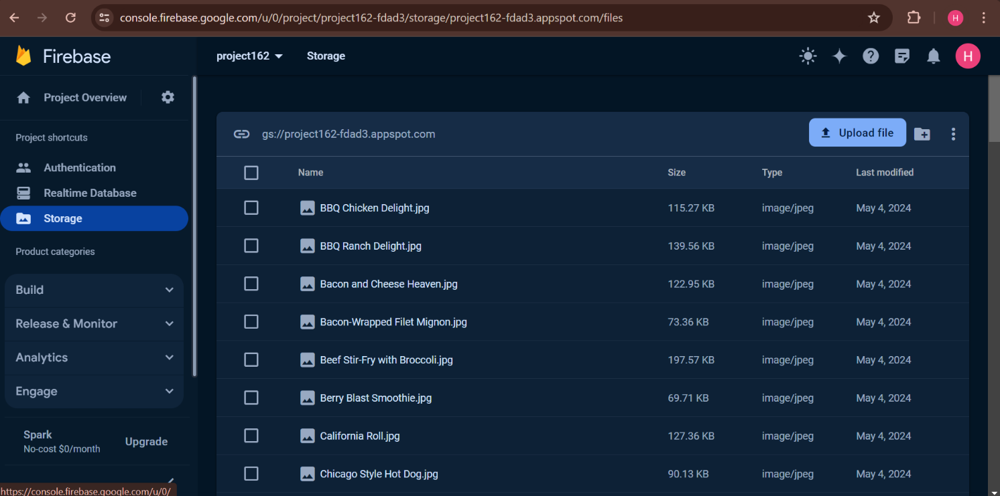 console.firebase.google.com/u/0/project/project162-fdad3/storage/project162-fdad3.appspot.com/files
H
Firebase
project162
Storage
H
Project Overview
Project shortcuts
Authentication
Realtime Database
Storage
Product categories
Build
Release & Monitor
Analytics
Engage
Spark
No-cost $0/month
Upgrade
https://console.firebase.google.com/u/0/
gs://project162-fdad3.appspot.com
Upload file
Name Size Type Last modified
BBQ Chicken Delight.jpg 115.27 KB image/jpeg May 4, 2024
BBQ Ranch Delight.jpg 139.56 KB image/jpeg May 4, 2024
Bacon and Cheese Heaven.jpg 122.95 KB image/jpeg May 4, 2024
Bacon-Wrapped Filet Mignon.jpg 73.36 KB image/jpeg May 4, 2024
Beef Stir-Fry with Broccoli.jpg 197.57 KB image/jpeg May 4, 2024
Berry Blast Smoothie.jpg 69.71 KB image/jpeg May 4, 2024
California Roll.jpg 127.36 KB image/jpeg May 4, 2024
Chicago Style Hot Dog.jpg 90.13 KB image/jpeg May 4, 2024